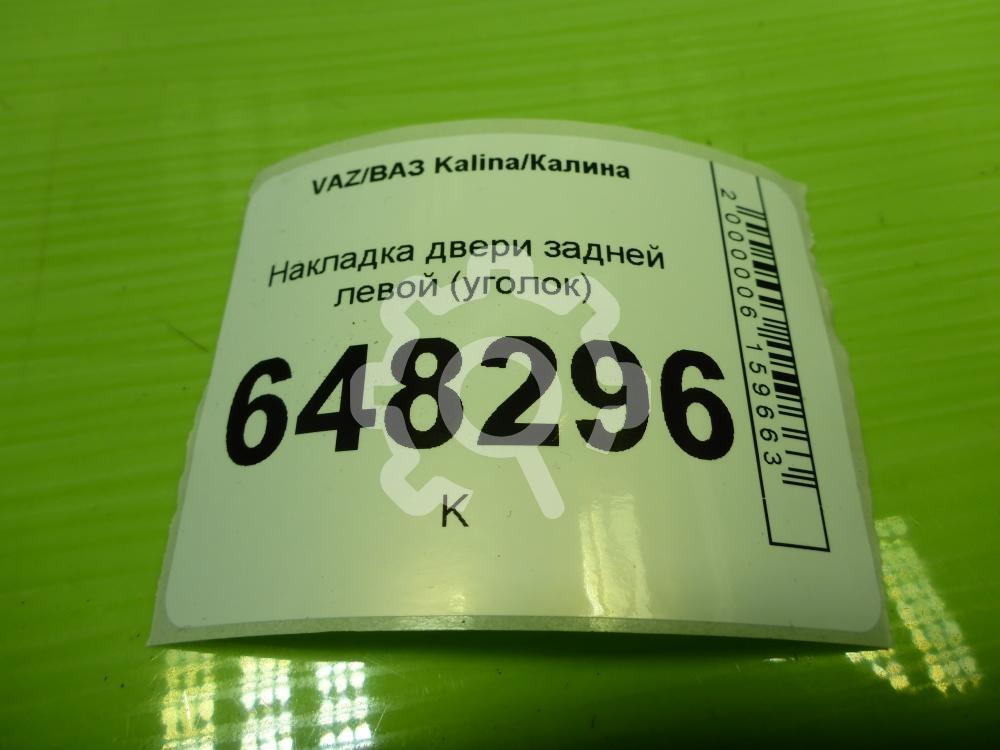 VAZ/ВАЗ Kalina/Калина
Накладка двери задней
левой (уголок)
648296
К
2000006159663